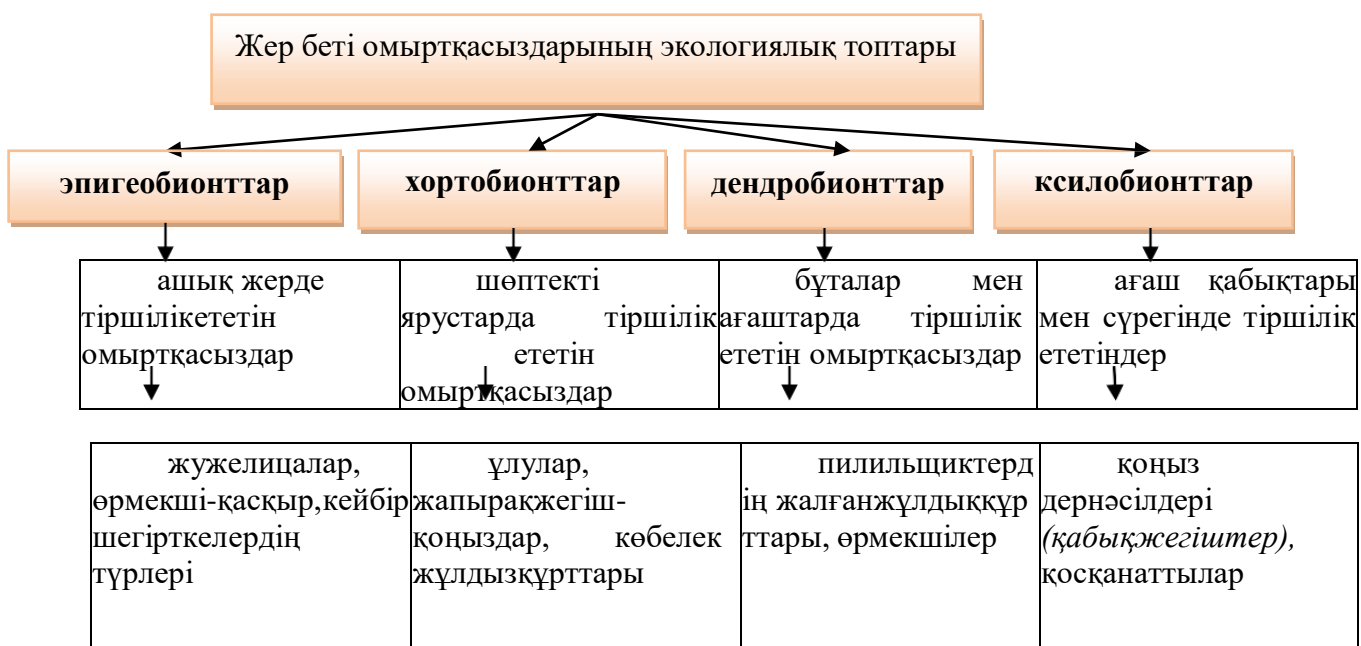 Жер беті омыртқасыздарының экологиялық топтары
эпигеобионттар
хортобионттар
дендробионттар
ксилобионттар
ашық жерде
тіршілікететін
омыртқасыздар
шөптекті
ярустарда тіршілік
ететін
омыртқасыздар
бұталар мен
ағаштарда тіршілік
ететін омыртқасыздар
ағаш қабықтары
мен сүрегінде тіршілік
ететіндер
жужелицалар,
өрмекші-қасқыр,кейбір
шегірткелердің
түрлері
ұлулар,
жапырақжегіш-
қоңыздар, көбелек
жұлдызқұрттары
пилильщиктерд
ің жалғанжұлдыққұр
ттары, өрмекшілер
қоңыз
дернәсілдері
(қабықжегіштер),
қосқанаттылар